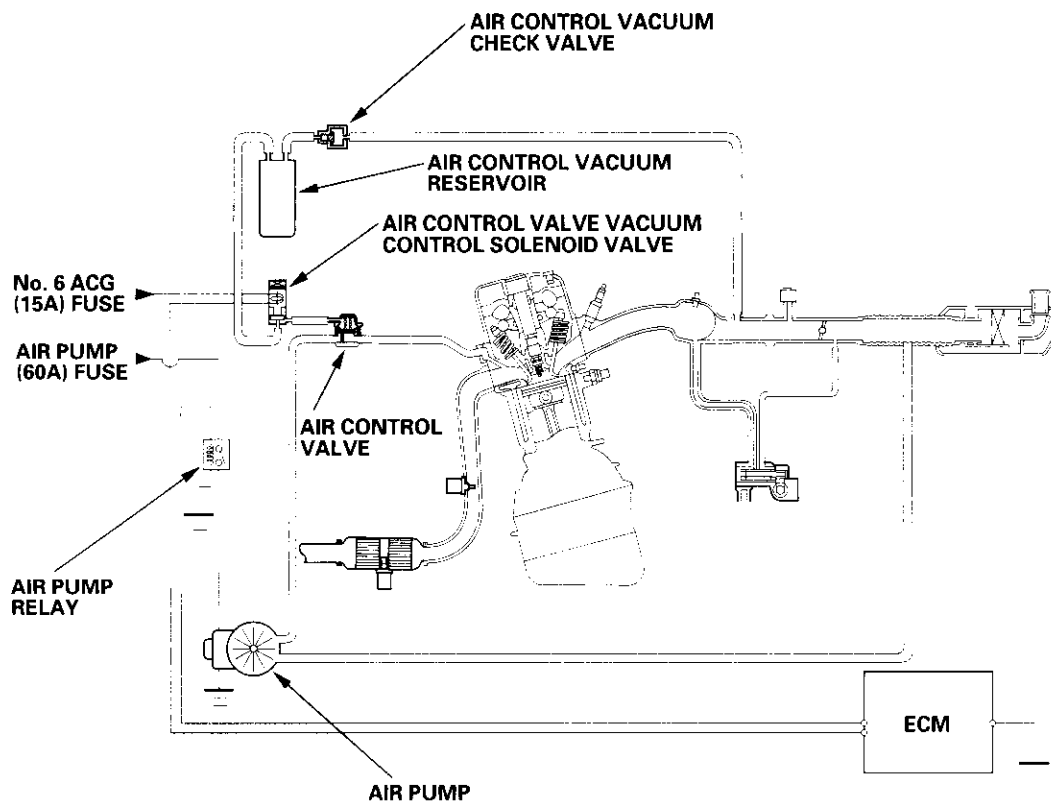 AIR CONTROL VACUUM
CHECK VALVE
AIR CONTROL VACUUM
RESERVOIR
AIR CONTROL VALVE VACUUM
CONTROL SOLENOID VALVE
No. 6 ACG
(15A) FUSE
AIR PUMP
(60A) FUSE
AIR CONTROL
VALVE
AIR PUMP
RELAY
ECM
AIR PUMP